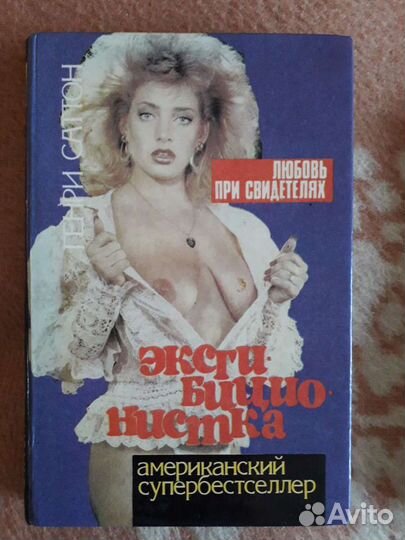 ГЕНРИ САТТОН
ЛЮБОВЬ
ПРИ СВИДЕТЕЛЯХ
ЭКСГИ-
БИЦИО-
НИСТКА
американский
супербестселлер
Avito